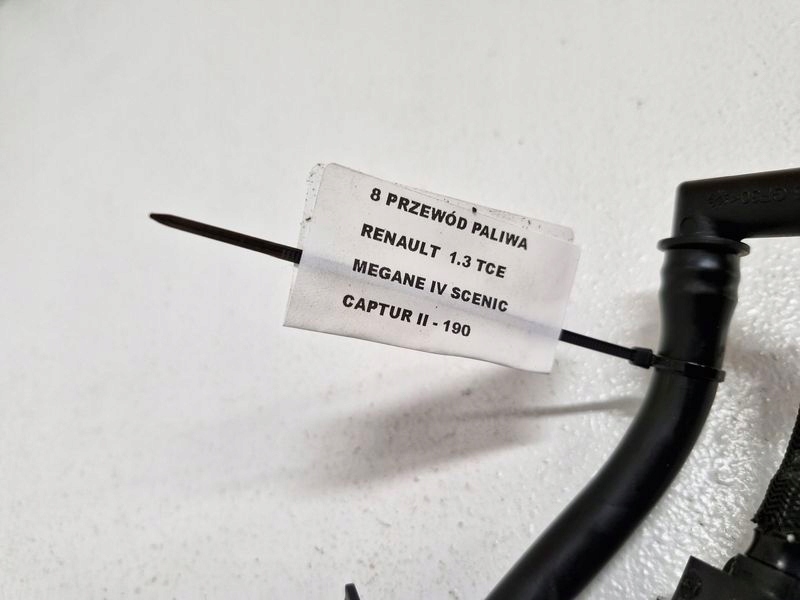 8 PRZEWÓD PALIWA
RENAULT 1.3 TCE
MEGANE IV SCENIC
CAPTUR II - 190